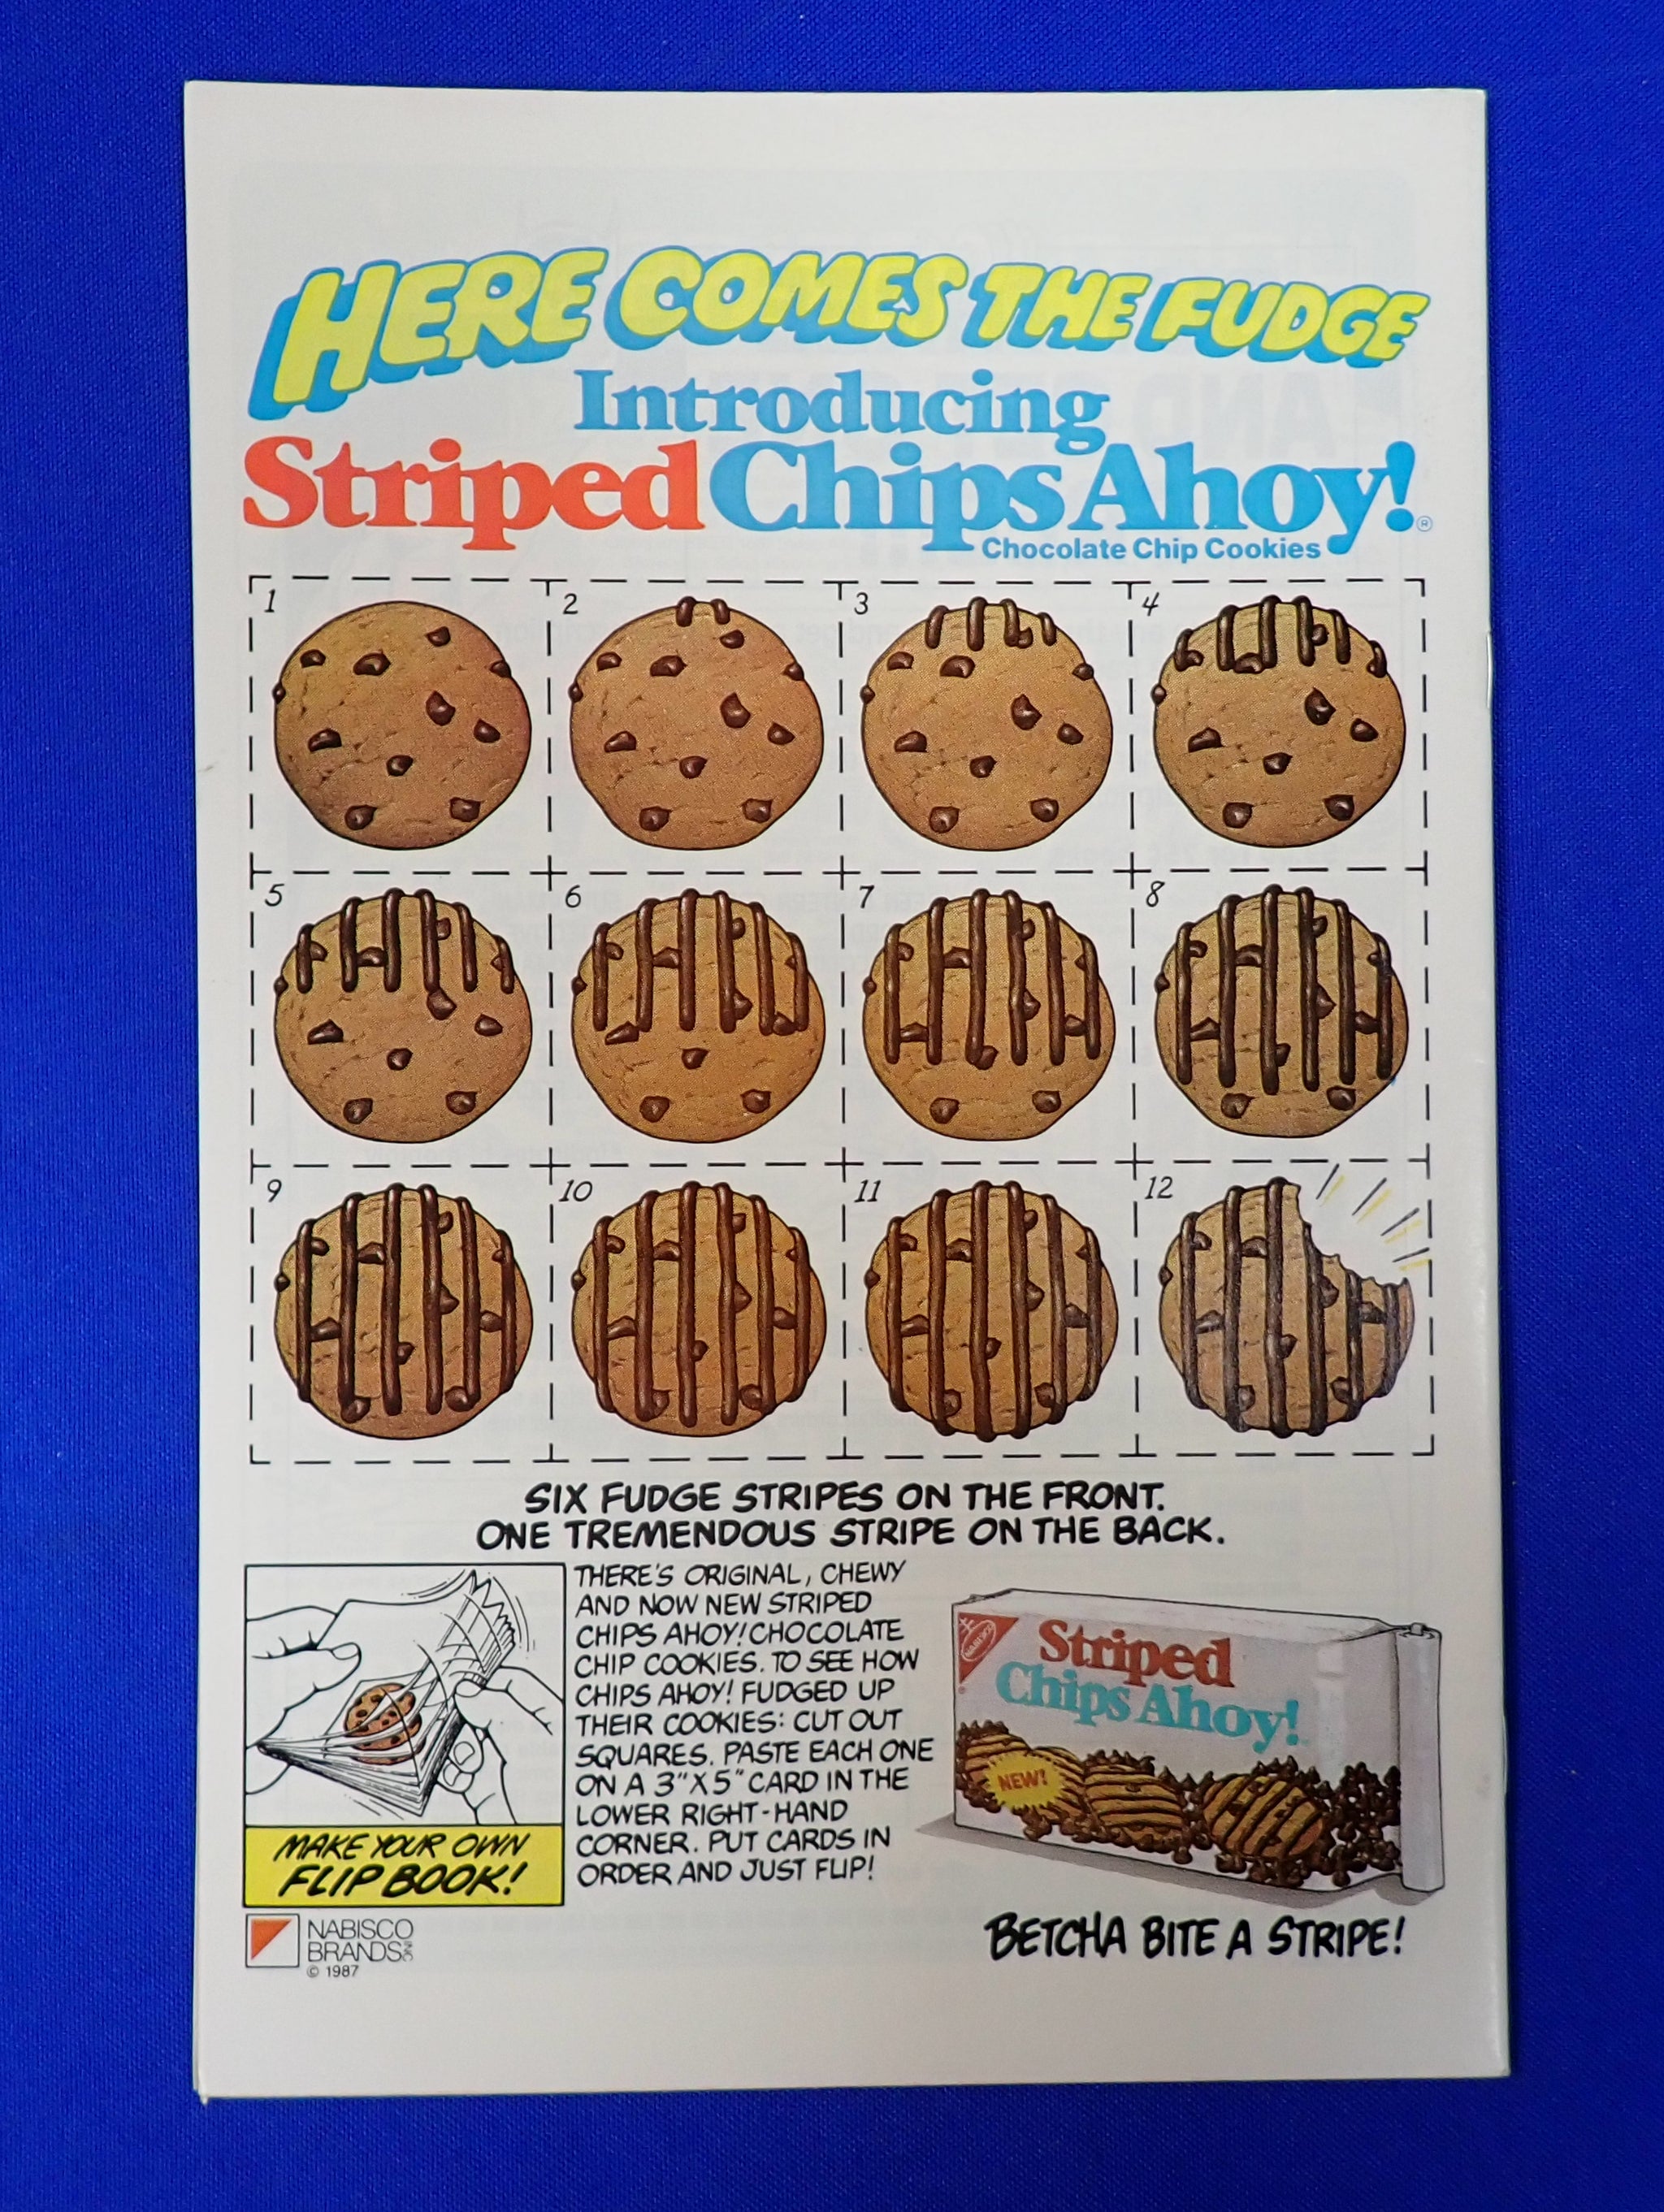 HERE COMES THE FUDGE
Introducing
Striped Chips Ahoy!®
Chocolate Chip Cookies
1
2
3
4
5
6
7
8
9
10
11
12
SIX FUDGE STRIPES ON THE FRONT.
ONE TREMENDOUS STRIPE ON THE BACK.
THERE'S ORIGINAL, CHEWY
AND NOW NEW STRIPED
CHIPS AHOY! CHOCOLATE
CHIP COOKIES. TO SEE HOW
CHIPS AHOY! FUDGED UP
THEIR COOKIES: CUT OUT
SQUARES. PASTE EACH ONE
ON A 3" X 5" CARD IN THE
LOWER RIGHT-HAND
CORNER. PUT CARDS IN
ORDER AND JUST FLIP!
MAKE YOUR OWN
FLIP BOOK!
NABISCO
Striped
Chips Ahoy!
NEW!
BETCHA BITE A STRIPE!
NABISCO
BRANDS INC
© 1987